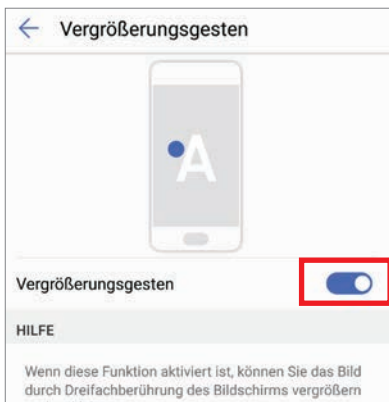 Vergrößerungsgesten
A
Vergrößerungsgesten
HILFE
Wenn diese Funktion aktiviert ist, können Sie das Bild
durch Dreifachberührung des Bildschirms vergrößern